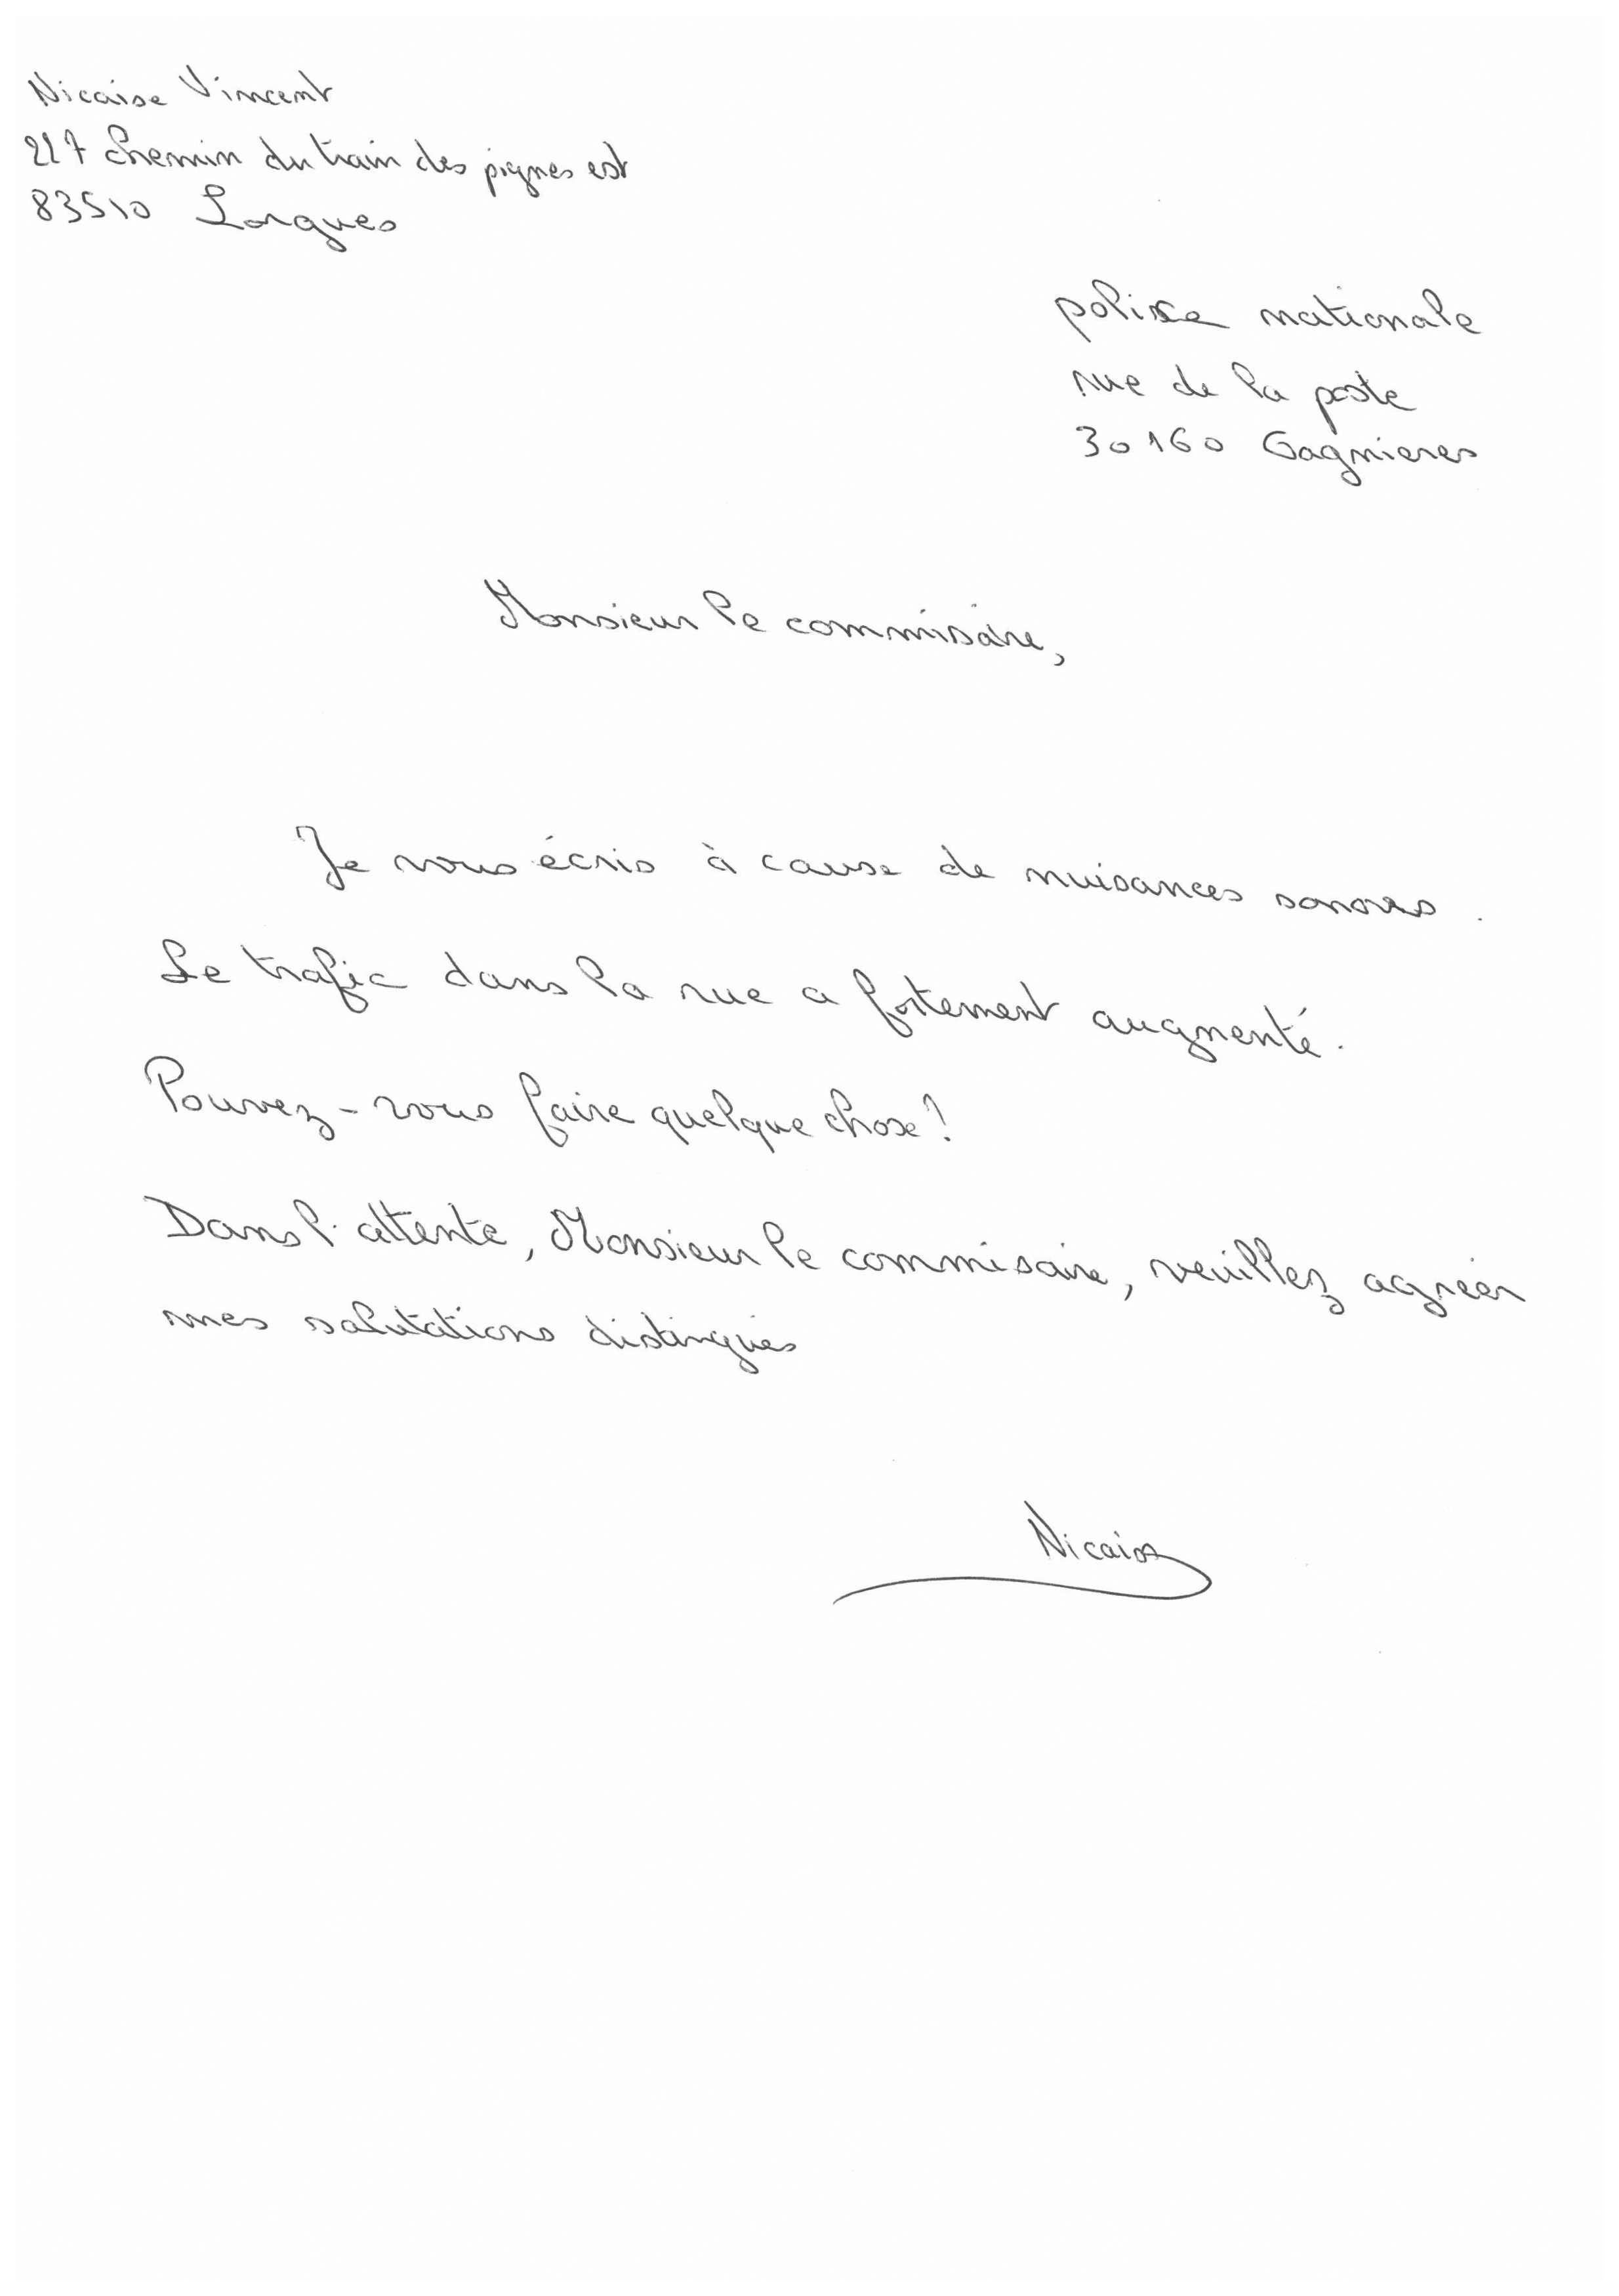 Nicaise Vincent
217 chemin du train des pignes est
83510 Lorgues
police nationale
rue de la poste
30160 Gagnieres
Monsieur le commissaire,
Je vous écris à cause de nuisances sonores.
Le trafic dans la rue a fortement augmenté.
Pouvez-vous faire quelque chose?
Dans l'attente, Monsieur le commisaire, veuillez agréer
mes salutations distingués
Nicaise